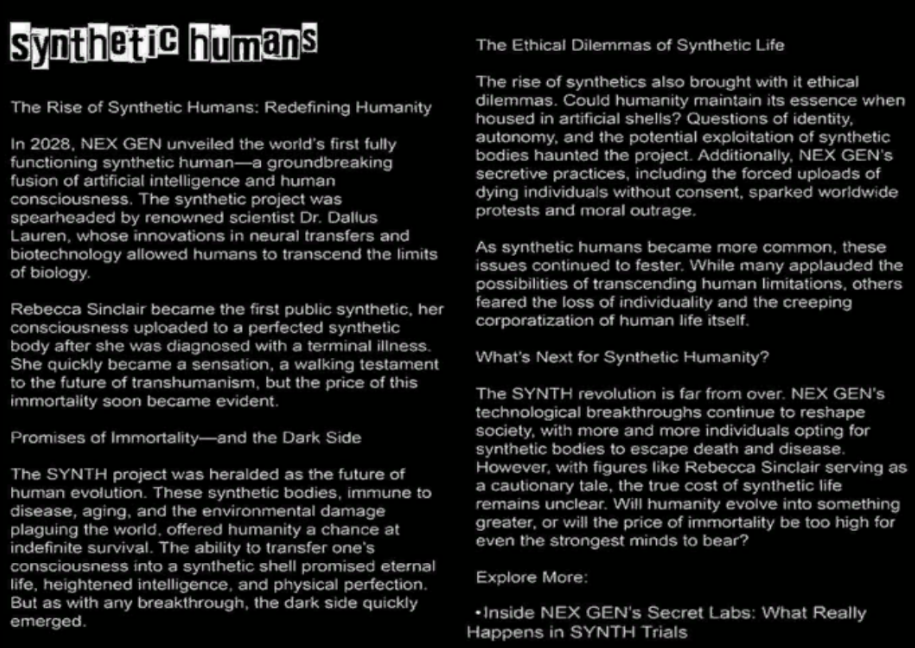 synthetic humans
The Rise of Synthetic Humans: Redefining Humanity
In 2028, NEX GEN unveiled the world's first fully
functioning synthetic human—a groundbreaking
fusion of artificial intelligence and human
consciousness. The synthetic project was
spearheaded by renowned scientist Dr. Dallus
Lauren, whose innovations in neural transfers and
biotechnology allowed humans to transcend the limits
of biology.
Rebecca Sinclair became the first public synthetic, her
consciousness uploaded to a perfected synthetic
body after she was diagnosed with a terminal illness.
She quickly became a sensation, a walking testament
to the future of transhumanism, but the price of this
immortality soon became evident.
Promises of Immortality—and the Dark Side
The SYNTH project was heralded as the future of
human evolution. These synthetic bodies, immune to
disease, aging, and the environmental damage
plaguing the world, offered humanity a chance at
indefinite survival. The ability to transfer one's
consciousness into a synthetic shell promised eternal
life, heightened intelligence, and physical perfection.
But as with any breakthrough, the dark side quickly
emerged.
The Ethical Dilemmas of Synthetic Life
The rise of synthetics also brought with it ethical
dilemmas. Could humanity maintain its essence when
housed in artificial shells? Questions of identity,
autonomy, and the potential exploitation of synthetic
bodies haunted the project. Additionally, NEX GEN's
secretive practices, including the forced uploads of
dying individuals without consent, sparked worldwide
protests and moral outrage.
As synthetic humans became more common, these
issues continued to fester. While many applauded the
possibilities of transcending human limitations, others
feared the loss of individuality and the creeping
corporatization of human life itself.
What's Next for Synthetic Humanity?
The SYNTH revolution is far from over. NEX GEN's
technological breakthroughs continue to reshape
society, with more and more individuals opting for
synthetic bodies to escape death and disease.
However, with figures like Rebecca Sinclair serving as
a cautionary tale, the true cost of synthetic life
remains unclear. Will humanity evolve into something
greater, or will the price of immortality be too high for
even the strongest minds to bear?
Explore More:
•Inside NEX GEN's Secret Labs: What Really
Happens in SYNTH Trials